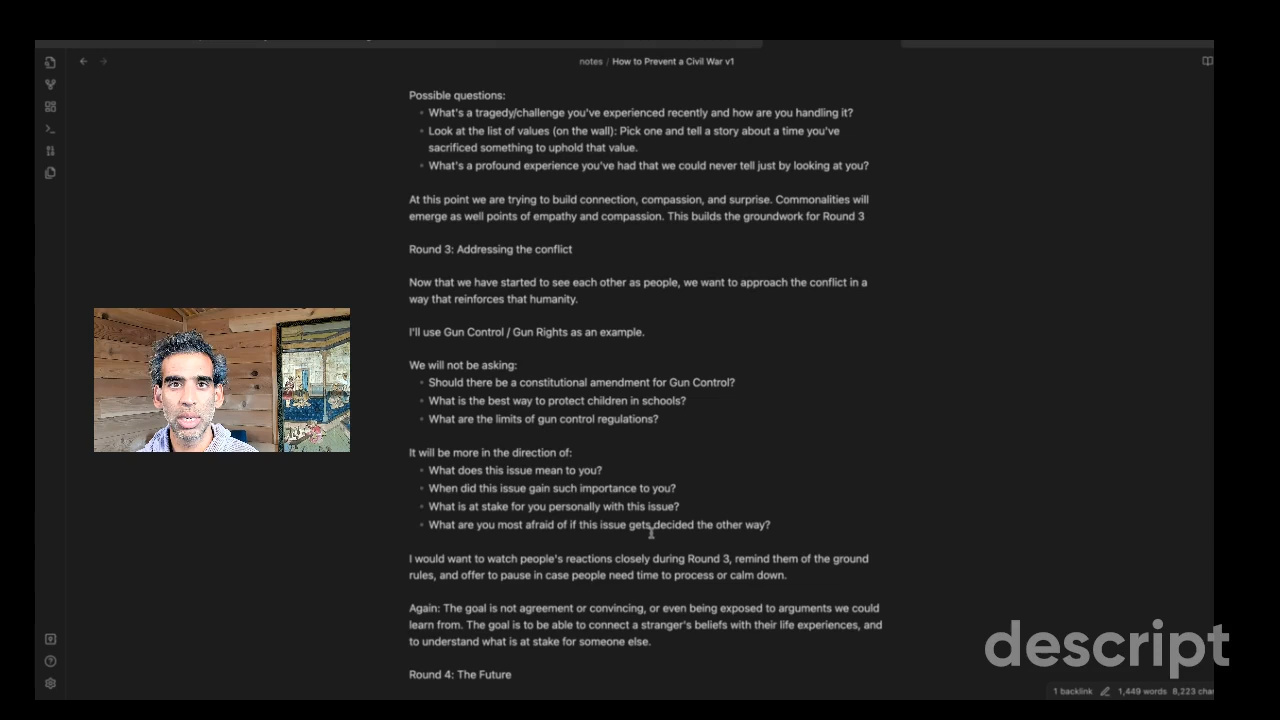 notes / How to Prevent a Civil War v1
Possible questions:
What's a tragedy/challenge you've experienced recently and how are you handling it?
Look at the list of values (on the wall): Pick one and tell a story about a time you've
sacrificed something to uphold that value.
What's a profound experience you've had that we could never tell just by looking at you?
At this point we are trying to build connection, compassion, and surprise. Commonalities will
emerge as well points of empathy and compassion. This builds the groundwork for Round 3
Round 3: Addressing the conflict
Now that we have started to see each other as people, we want to approach the conflict in a
way that reinforces that humanity.
I'll use Gun Control / Gun Rights as an example.
We will not be asking:
Should there be a constitutional amendment for Gun Control?
What is the best way to protect children in schools?
What are the limits of gun control regulations?
It will be more in the direction of:
What does this issue mean to you?
When did this issue gain such importance to you?
What is at stake for you personally with this issue?
What are you most afraid of if this issue gets decided the other way?
I would want to watch people's reactions closely during Round 3, remind them of the ground
rules, and offer to pause in case people need time to process or calm down.
Again: The goal is not agreement or convincing, or even being exposed to arguments we could
learn from. The goal is to be able to connect a stranger's beliefs with their life experiences, and
to understand what is at stake for someone else.
Round 4: The Future
descript
1 backlink 1,449 words 8,223 char